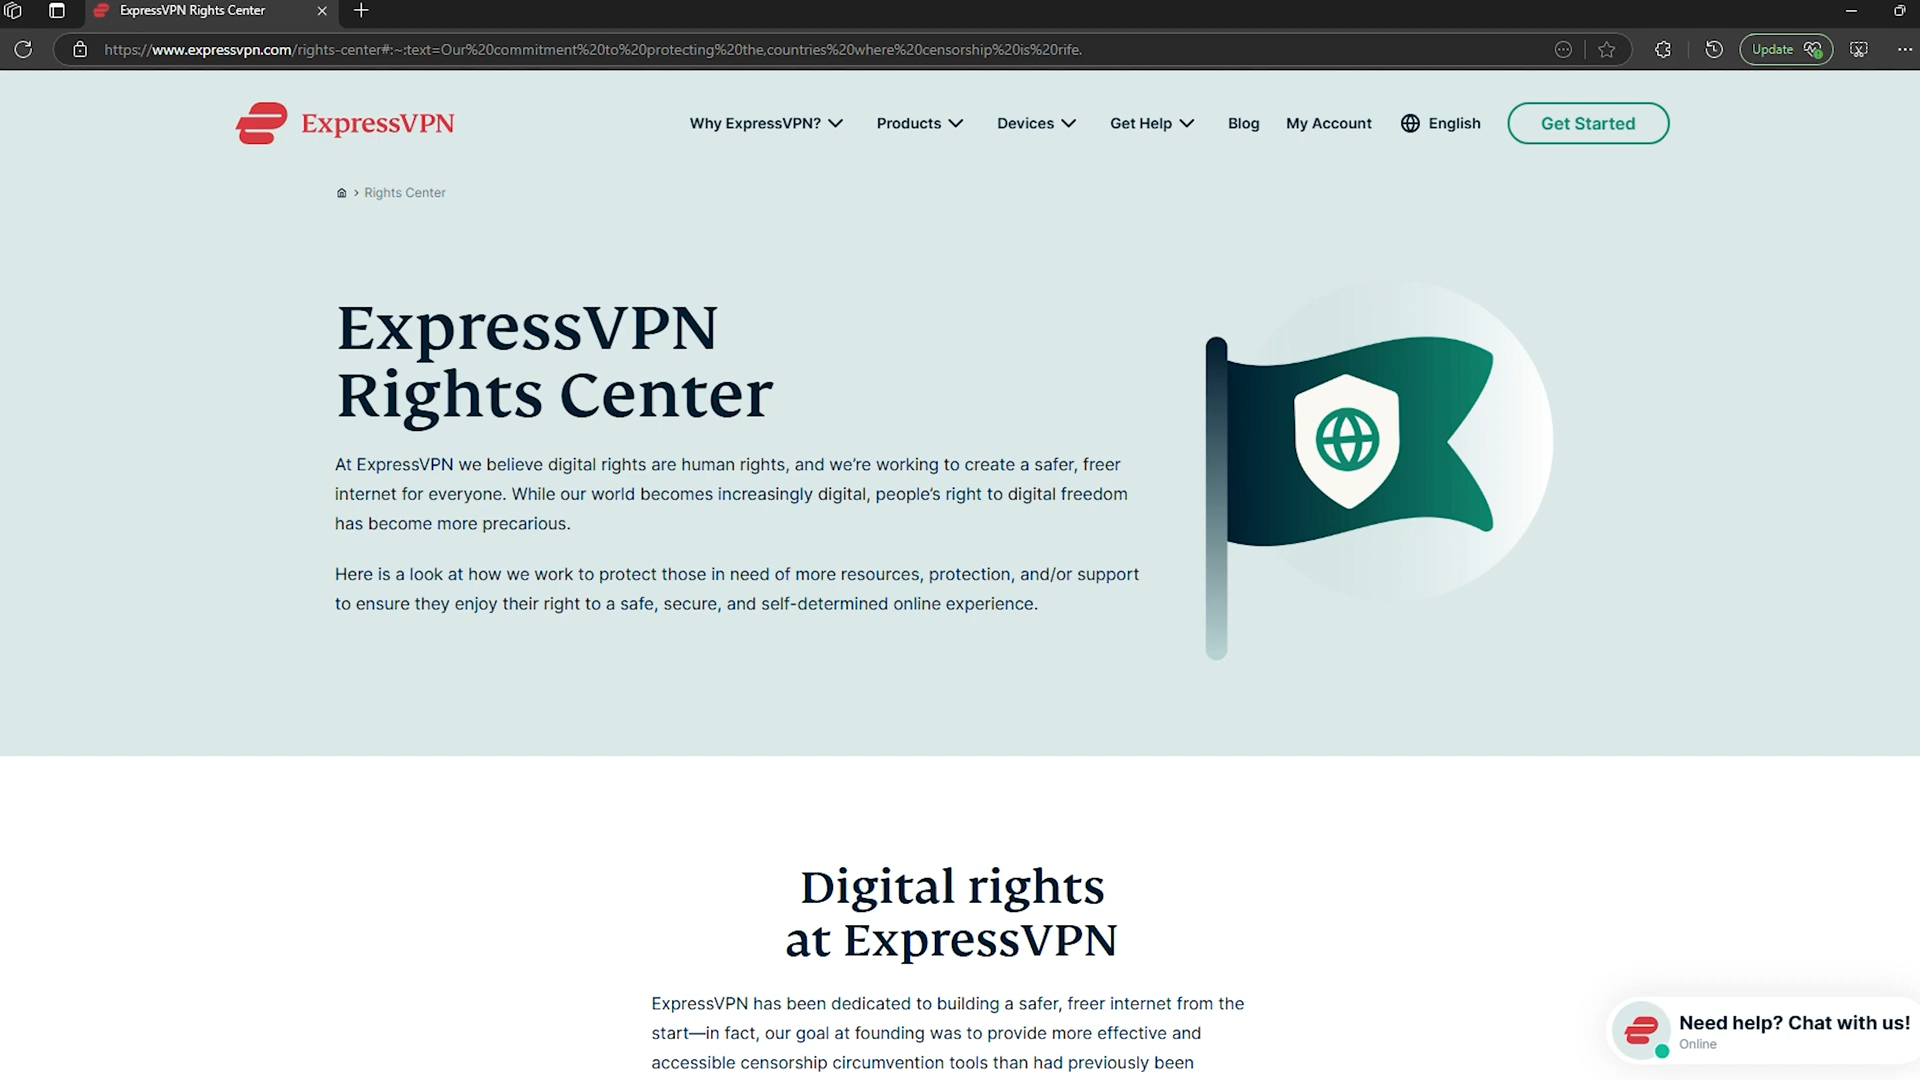 ExpressVPN Rights Center
https://www.expressvpn.com/rights-center#:~:text=Our%20commitment%20to%20protecting%20the,countries%20where%20censorship%20is%20rife.
Update
ExpressVPN
Why ExpressVPN?
Products
Devices
Get Help
Blog
My Account
English
Get Started
> Rights Center
ExpressVPN
Rights Center
At ExpressVPN we believe digital rights are human rights, and we’re working to create a safer, freer
internet for everyone. While our world becomes increasingly digital, people’s right to digital freedom
has become more precarious.
Here is a look at how we work to protect those in need of more resources, protection, and/or support
to ensure they enjoy their right to a safe, secure, and self-determined online experience.
Digital rights
at ExpressVPN
ExpressVPN has been dedicated to building a safer, freer internet from the
start—in fact, our goal at founding was to provide more effective and
accessible censorship circumvention tools than had previously been
Need help? Chat with us!
Online